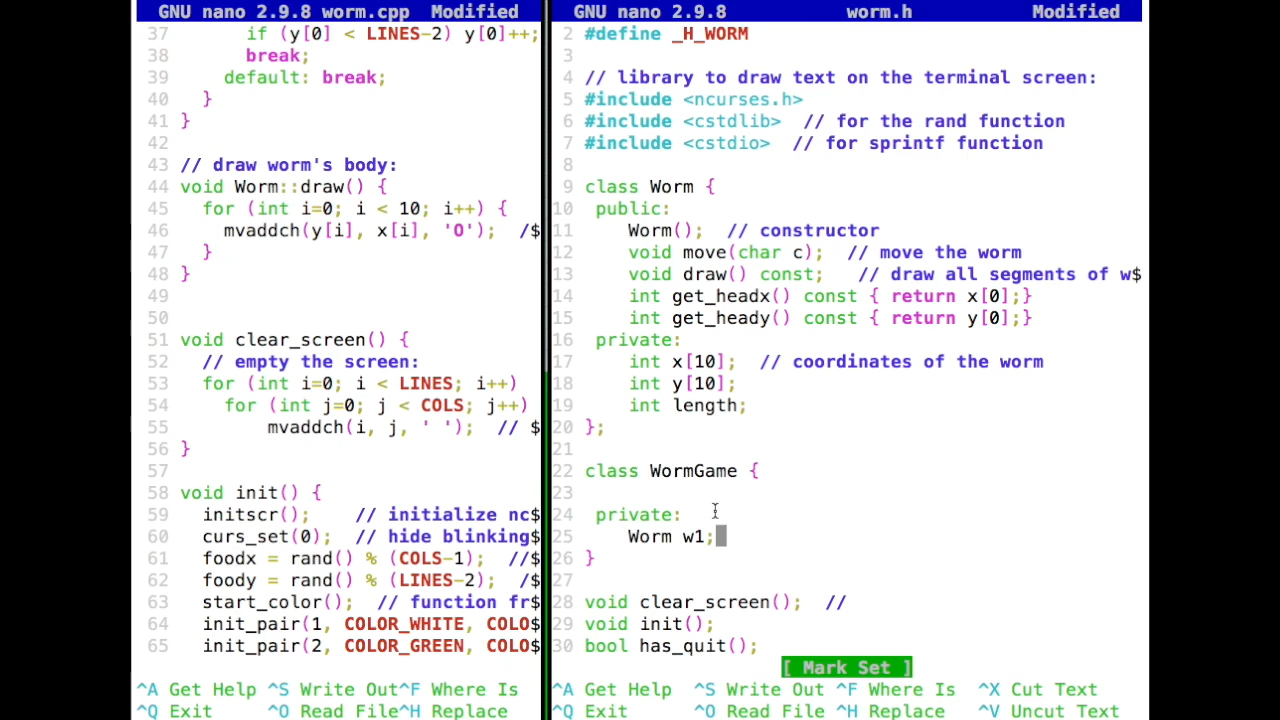 GNU nano 2.9.8 worm.cpp  Modified
37       if (y[0] < LINES-2) y[0]++;
38       break;
39     default: break;
40   }
41 }
42
43 // draw worm's body:
44 void Worm::draw() {
45   for (int i=0; i < 10; i++) {
46     mvaddch(y[i], x[i], 'O');  /$
47   }
48 }
49
50
51 void clear_screen() {
52   // empty the screen:
53   for (int i=0; i < LINES; i++)
54     for (int j=0; j < COLS; j++)
55         mvaddch(i, j, ' ');  // $
56 }
57
58 void init() {
59   initscr();    // initialize nc$
60   curs_set(0);  // hide blinking$
61   foodx = rand() % (COLS-1);  //$
62   foody = rand() % (LINES-2);  /$
63   start_color();  // function fr$
64   init_pair(1, COLOR_WHITE, COLO$
65   init_pair(2, COLOR_GREEN, COLO$
^A Get Help  ^S Write Out^F Where Is
^Q Exit      ^O Read File^H Replace
GNU nano 2.9.8           worm.h           Modified
2 #define _H_WORM
3
4 // library to draw text on the terminal screen:
5 #include <ncurses.h>
6 #include <cstdlib>  // for the rand function
7 #include <cstdio>  // for sprintf function
8
9 class Worm {
10  public:
11     Worm();  // constructor
12     void move(char c);  // move the worm
13     void draw() const;   // draw all segments of w$
14     int get_headx() const { return x[0];}
15     int get_heady() const { return y[0];}
16  private:
17     int x[10];  // coordinates of the worm
18     int y[10];
19     int length;
20 };
21
22 class WormGame {
23
24  private:
25     Worm w1;
26 }
27
28 void clear_screen();  //
29 void init();
30 bool has_quit();
[ Mark Set ]
^A Get Help  ^S Write Out ^F Where Is  ^X Cut Text
^Q Exit      ^O Read File ^H Replace   ^V Uncut Text